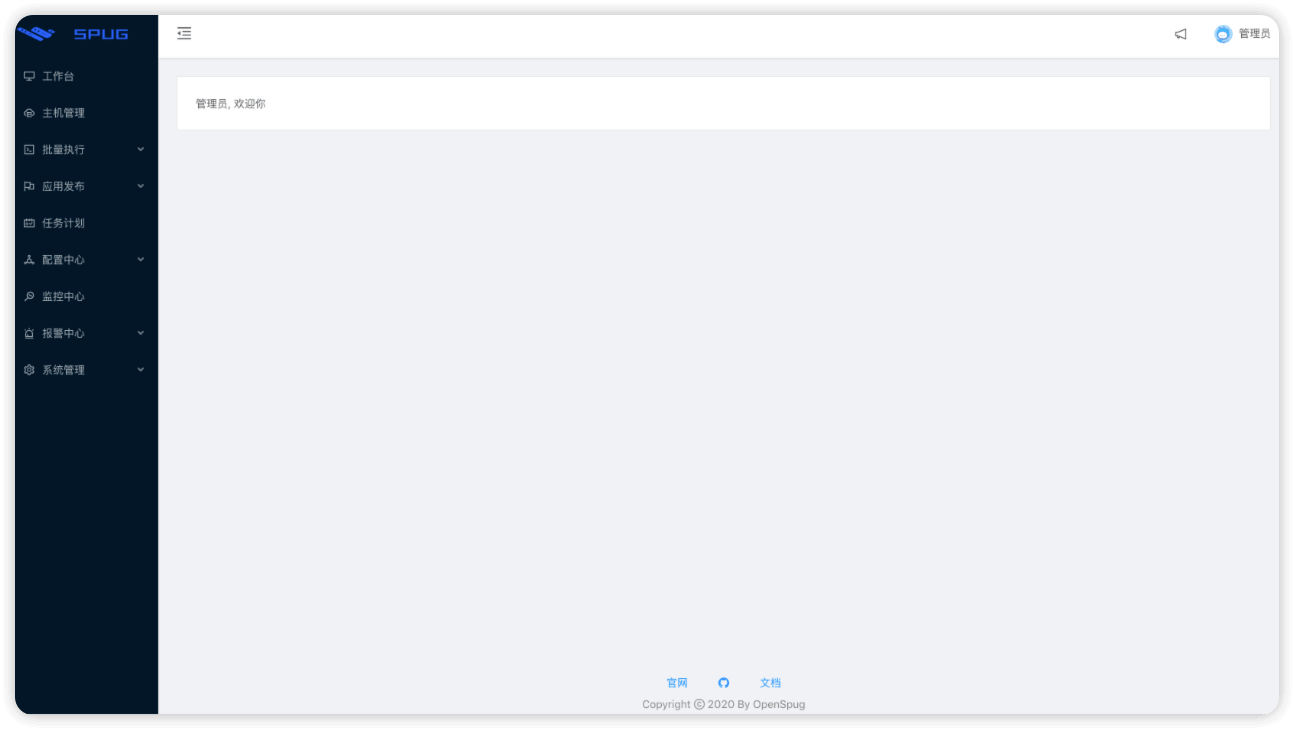 SPUG
管理员
工作台
主机管理
批量执行
应用发布
任务计划
配置中心
监控中心
报警中心
系统管理
管理员, 欢迎你
官网 文档
Copyright © 2020 By OpenSpug